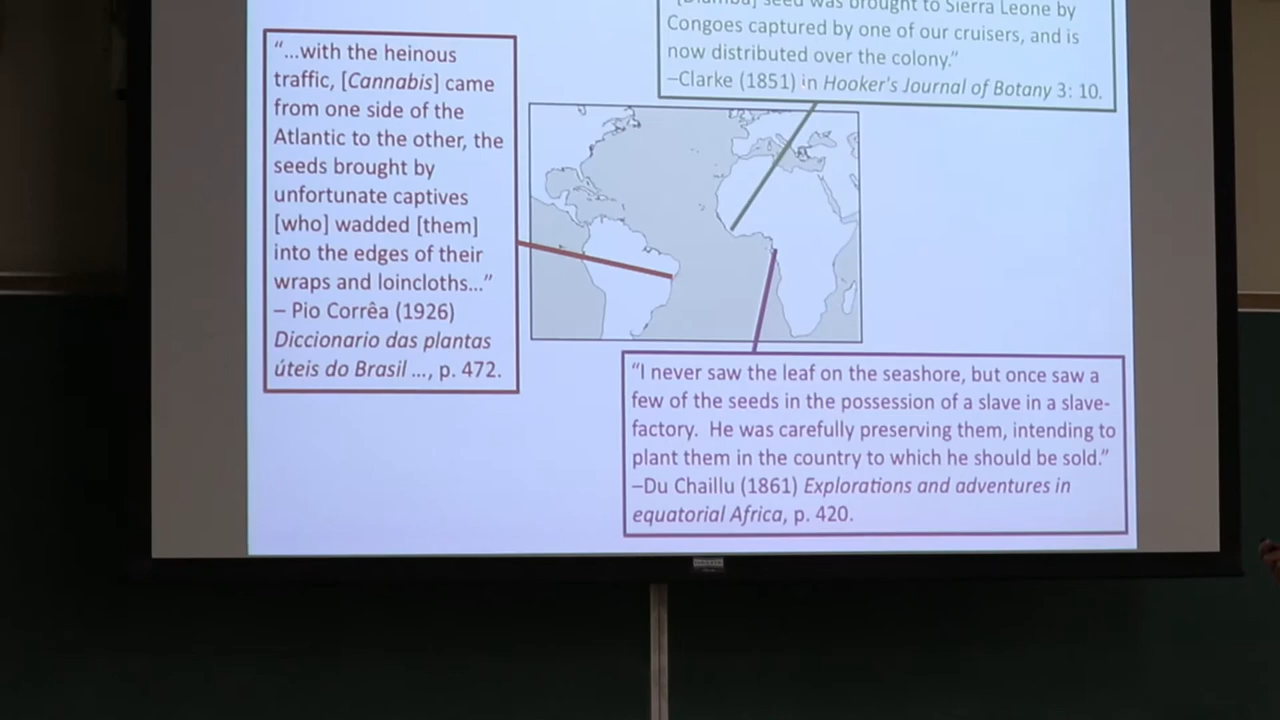 seed was brought to Sierra Leone by
Congoes captured by one of our cruisers, and is
now distributed over the colony.”
–Clarke (1851) in Hooker's Journal of Botany 3: 10.
“...with the heinous
traffic, [Cannabis] came
from one side of the
Atlantic to the other, the
seeds brought by
unfortunate captives
[who] wadded [them]
into the edges of their
wraps and loincloths...”
– Pio Corrêa (1926)
Diccionario das plantas
úteis do Brasil ..., p. 472.
“I never saw the leaf on the seashore, but once saw a
few of the seeds in the possession of a slave in a slave-
factory. He was carefully preserving them, intending to
plant them in the country to which he should be sold.”
–Du Chaillu (1861) Explorations and adventures in
equatorial Africa, p. 420.